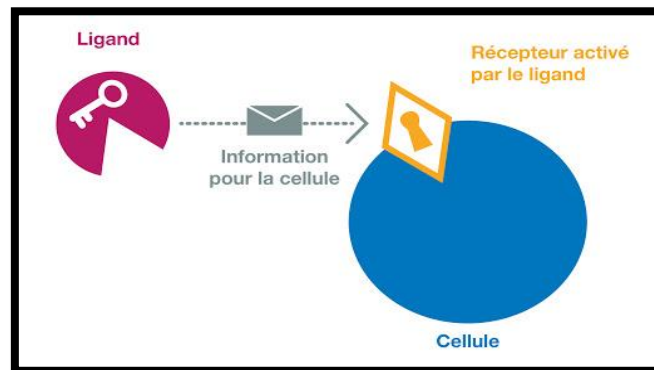 Ligand
Récepteur activé
par le ligand
Information
pour la cellule
Cellule